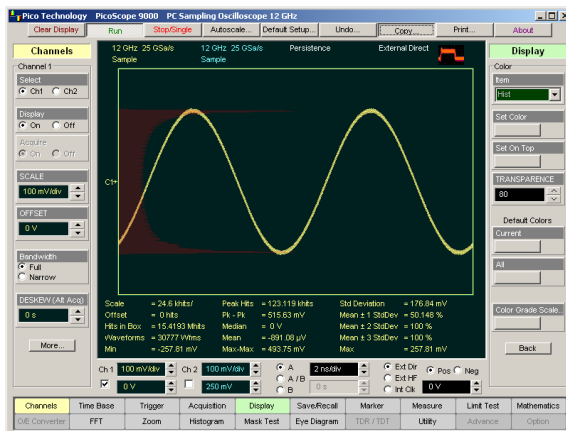 Pico Technology PicoScope 9000 PC Sampling Oscilloscope 12 GHz
Clear Display Run Stop/Single Autoscale... Default Setup... Undo... Copy... Print... About
Channels
Channel 1
Select
Ch1 Ch2
Display
On Off
Acquire
On Off
SCALE
100 mV/div
OFFSET
0 V
Bandwidth
Full
Narrow
DESKEW (Alt Acq)
0 s
More...
12 GHz 25 GSa/s 12 GHz 25 GSa/s Persistence External Direct
Sample Sample
C1
Scale = 24.6 khits/ Peak Hits = 123.119 khits Std Deviation = 176.84 mV
Offset = 0 hits Pk - Pk = 515.63 mV Mean ± 1 StdDev = 50.148 %
Hits in Box = 15.4193 Mhits Median = 0 V Mean ± 2 StdDev = 100 %
Waveforms = 30777 Wfms Mean = -891.08 µV Mean ± 3 StdDev = 100 %
Min = -257.81 mV Max-Max = 493.75 mV Max = 257.81 mV
Ch 1 100 mV/div Ch 2 100 mV/div A 2 ns/div Ext Dir Pos Neg
A / B Ext HF
0 V 250 mV B 0 s Int Clk 0 V
Display
Color
Item
Hist
Set Color
Set On Top
TRANSPARENCE
80
Default Colors
Current
All
Color Grade Scale...
Back
Channels Time Base Trigger Acquisition Display Save/Recall Marker Measure Limit Test Mathematics
O/E Converter FFT Zoom Histogram Mask Test Eye Diagram TDR / TDT Utility Advance Option